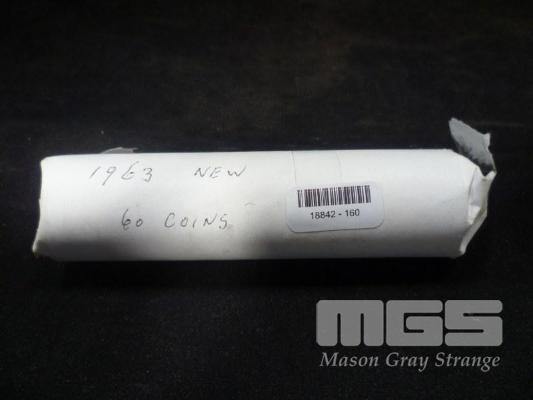 1963 NEW
60 COINS
18842 - 160
MGS
Mason Gray Strange